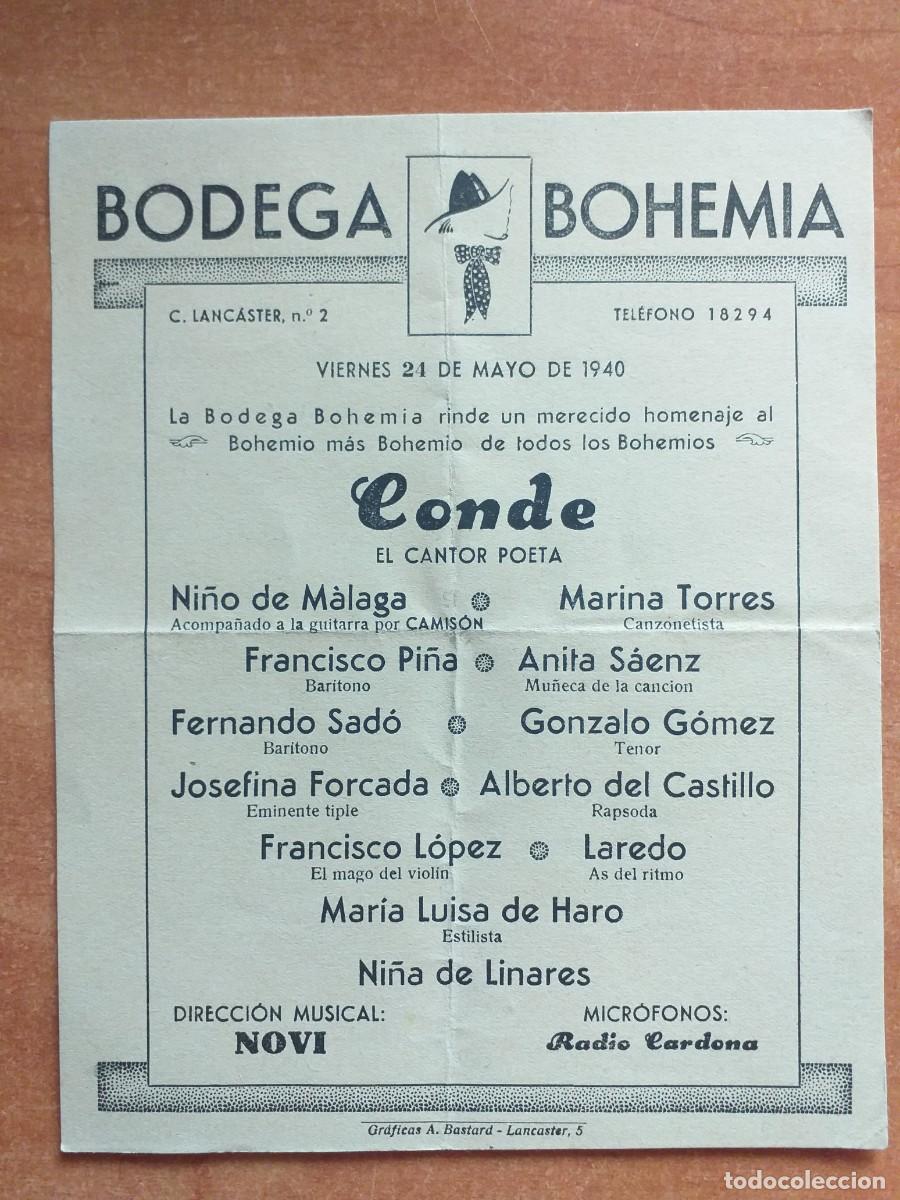 BODEGA BOHEMIA
C. LANCÁSTER, n.º 2 TELÉFONO 18294
VIERNES 24 DE MAYO DE 1940
La Bodega Bohemia rinde un merecido homenaje al
Bohemio más Bohemio de todos los Bohemios
Conde
EL CANTOR POETA
Niño de Màlaga Marina Torres
Acompañado a la guitarra por CAMISÓN Canzonetista
Francisco Piña Anita Sáenz
Barítono Muñeca de la cancion
Fernando Sadó Gonzalo Gómez
Barítono Tenor
Josefina Forcada Alberto del Castillo
Eminente tiple Rapsoda
Francisco López Laredo
El mago del violín As del ritmo
María Luisa de Haro
Estilista
Niña de Linares
DIRECCIÓN MUSICAL: MICRÓFONOS:
NOVI Radio Cardona
Gráficas A. Bastard - Lancaster, 5
todocoleccion